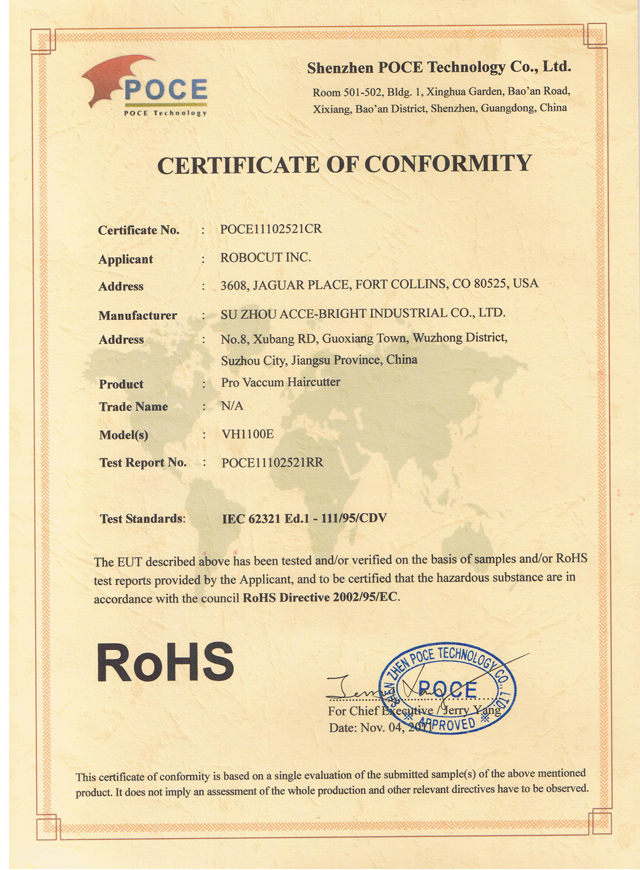 POCE
POCE Technology
Shenzhen POCE Technology Co., Ltd.
Room 501-502, Bldg. 1, Xinghua Garden, Bao'an Road,
Xixiang, Bao'an District, Shenzhen, Guangdong, China
CERTIFICATE OF CONFORMITY
Certificate No. : POCE11102521CR
Applicant : ROBOCUT INC.
Address : 3608, JAGUAR PLACE, FORT COLLINS, CO 80525, USA
Manufacturer : SU ZHOU ACCE-BRIGHT INDUSTRIAL CO., LTD.
Address : No.8, Xubang RD, Guoxiang Town, Wuzhong District,
Suzhou City, Jiangsu Province, China
Product : Pro Vaccum Haircutter
Trade Name : N/A
Model(s) : VH1100E
Test Report No. : POCE11102521RR
Test Standards: IEC 62321 Ed.1 - 111/95/CDV
The EUT described above has been tested and/or verified on the basis of samples and/or RoHS
test reports provided by the Applicant, and to be certified that the hazardous substance are in
accordance with the council RoHS Directive 2002/95/EC.
RoHS
SHEN ZHEN POCE TECHNOLOGY CO., LTD
POCE
※ APPROVED ※
For Chief Executive / Jerry Yang
Date: Nov. 04, 2011
This certificate of conformity is based on a single evaluation of the submitted sample(s) of the above mentioned
product. It does not imply an assessment of the whole production and other relevant directives have to be observed.